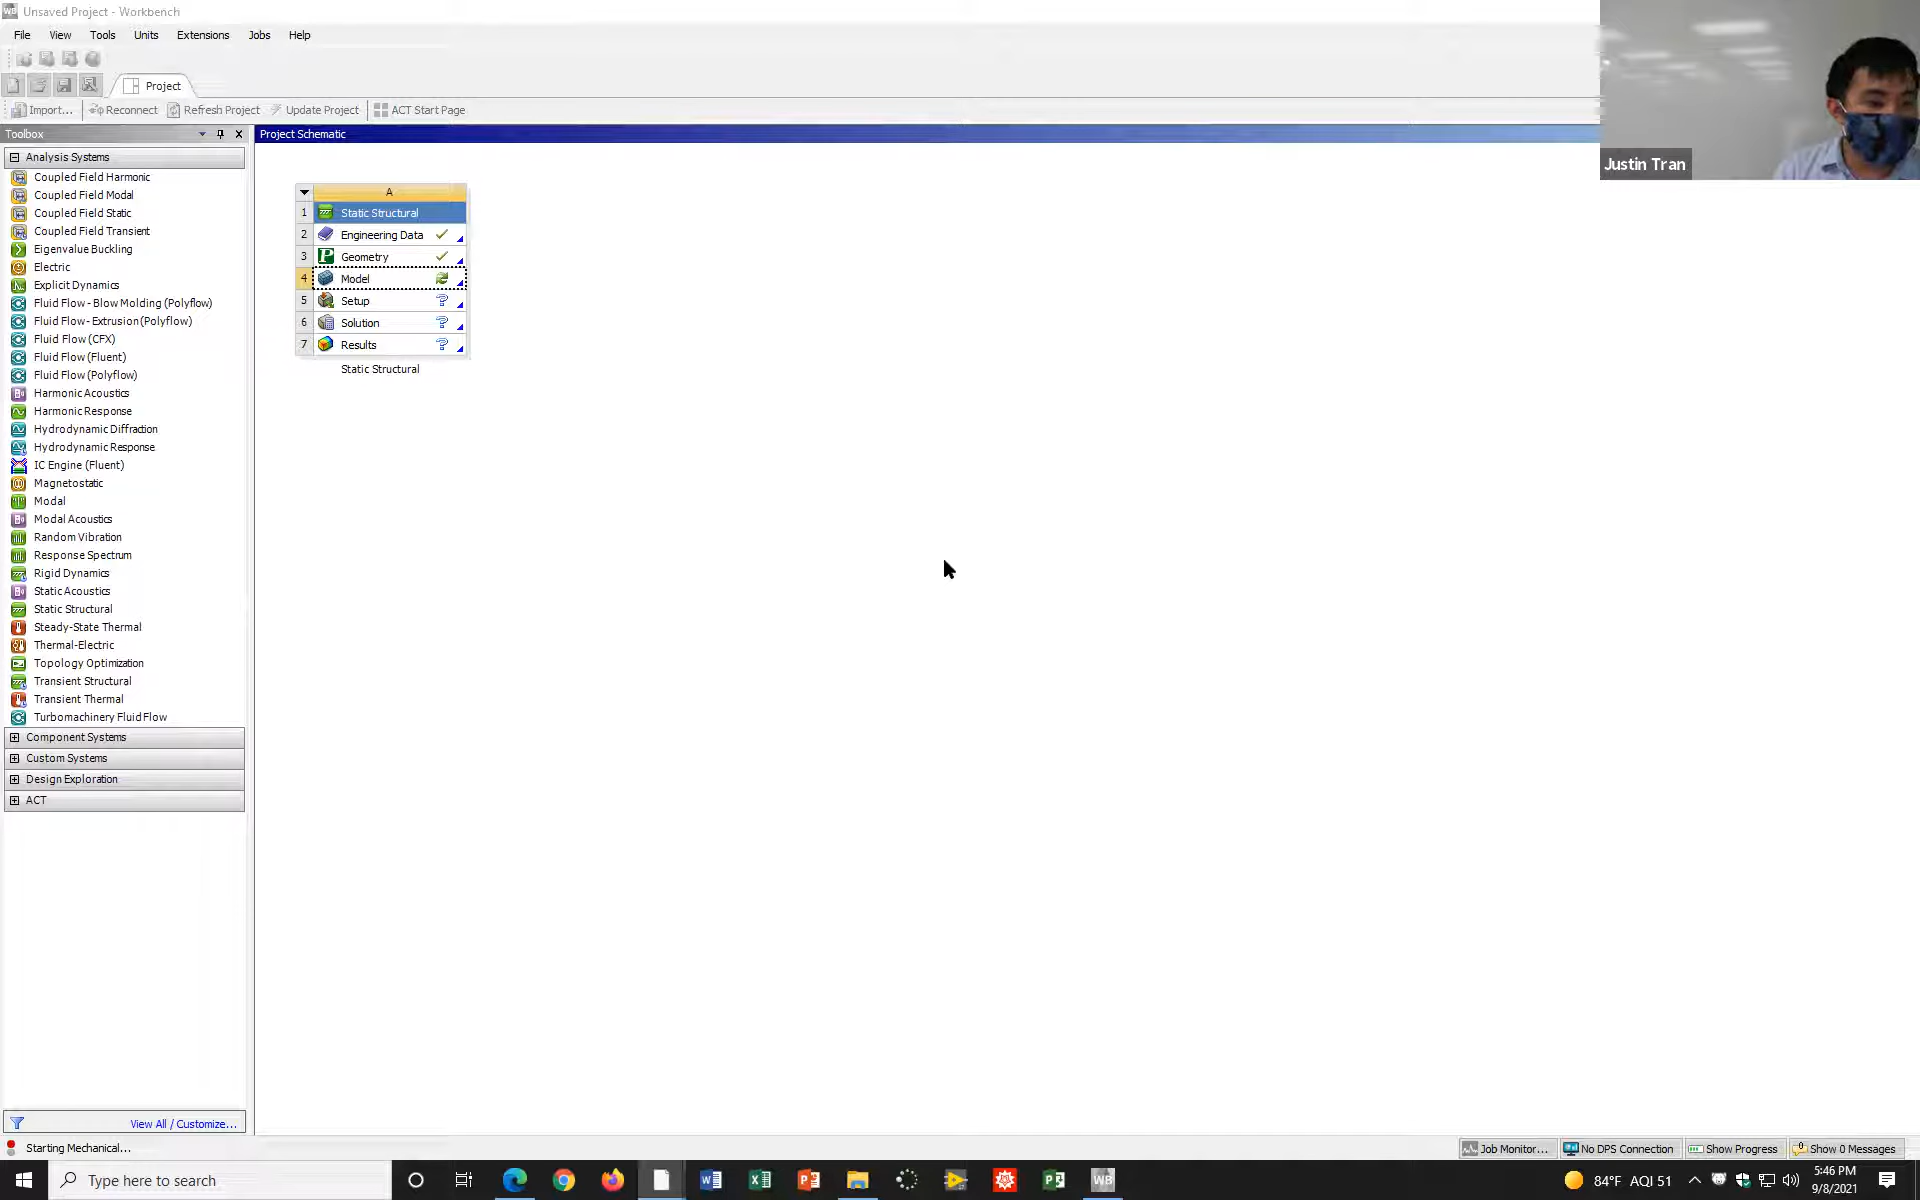 Unsaved Project - Workbench
File View Tools Units Extensions Jobs Help
Project
Import... Reconnect Refresh Project Update Project ACT Start Page
Toolbox
Project Schematic
Justin Tran
Analysis Systems
Coupled Field Harmonic
Coupled Field Modal
Coupled Field Static
Coupled Field Transient
Eigenvalue Buckling
Electric
Explicit Dynamics
Fluid Flow - Blow Molding (Polyflow)
Fluid Flow - Extrusion (Polyflow)
Fluid Flow (CFX)
Fluid Flow (Fluent)
Fluid Flow (Polyflow)
Harmonic Acoustics
Harmonic Response
Hydrodynamic Diffraction
Hydrodynamic Response
IC Engine (Fluent)
Magnetostatic
Modal
Modal Acoustics
Random Vibration
Response Spectrum
Rigid Dynamics
Static Acoustics
Static Structural
Steady-State Thermal
Thermal-Electric
Topology Optimization
Transient Structural
Transient Thermal
Turbomachinery Fluid Flow
Component Systems
Custom Systems
Design Exploration
ACT
View All / Customize...
A
1 Static Structural
2 Engineering Data
3 Geometry
4 Model
5 Setup ?
6 Solution ?
7 Results ?
Static Structural
Starting Mechanical...
Job Monitor... No DPS Connection Show Progress Show 0 Messages
Type here to search
WB
84°F AQI 51
5:46 PM
9/8/2021